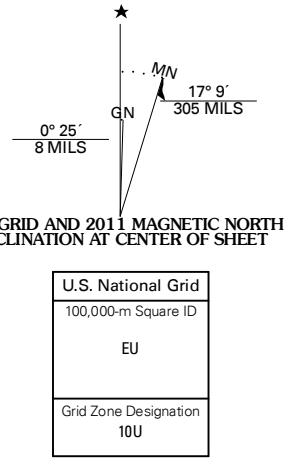 ★
MN
GN
17° 9´
305 MILS
0° 25´
8 MILS
GRID AND 2011 MAGNETIC NORTH
CLINATION AT CENTER OF SHEET
U.S. National Grid
100,000-m Square ID
EU
Grid Zone Designation
10U